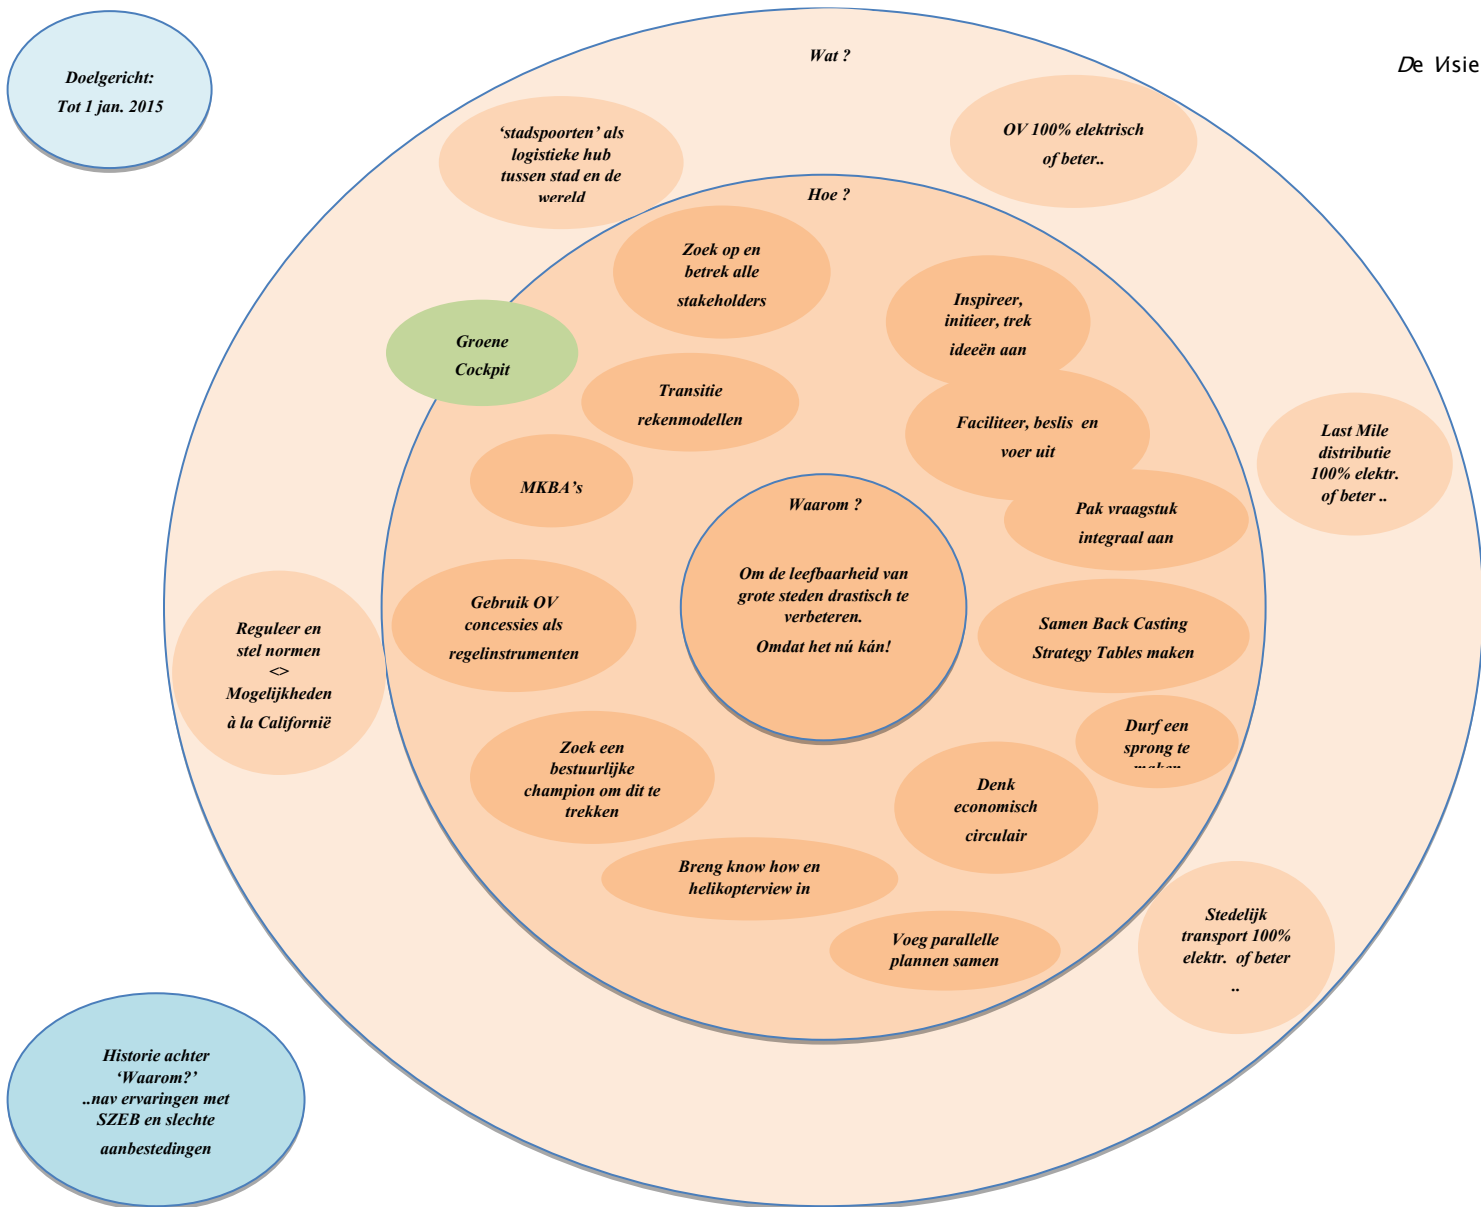 De Visie
Doelgericht:
Tot 1 jan. 2015
Wat ?
‘stadspoorten’ als
logistieke hub
tussen stad en de
wereld
OV 100% elektrisch
of beter..
Hoe ?
Zoek op en
betrek alle
stakeholders
Inspireer,
initieer, trek
ideeën aan
Groene
Cockpit
Transitie
rekenmodellen
Faciliteer, beslis en
voer uit
Last Mile
distributie
100% elektr.
of beter ..
MKBA’s
Pak vraagstuk
integraal aan
Waarom ?
Om de leefbaarheid van
grote steden drastisch te
verbeteren.
Omdat het nú kán!
Gebruik OV
concessies als
regelinstrumenten
Samen Back Casting
Strategy Tables maken
Reguleer en
stel normen
<>
Mogelijkheden
à la Californië
Durf een
sprong te
maken
Zoek een
bestuurlijke
champion om dit te
trekken
Denk
economisch
circulair
Breng know how en
helikopterview in
Voeg parallelle
plannen samen
Stedelijk
transport 100%
elektr. of beter
..
Historie achter
‘Waarom?’
..nav ervaringen met
SZEB en slechte
aanbestedingen